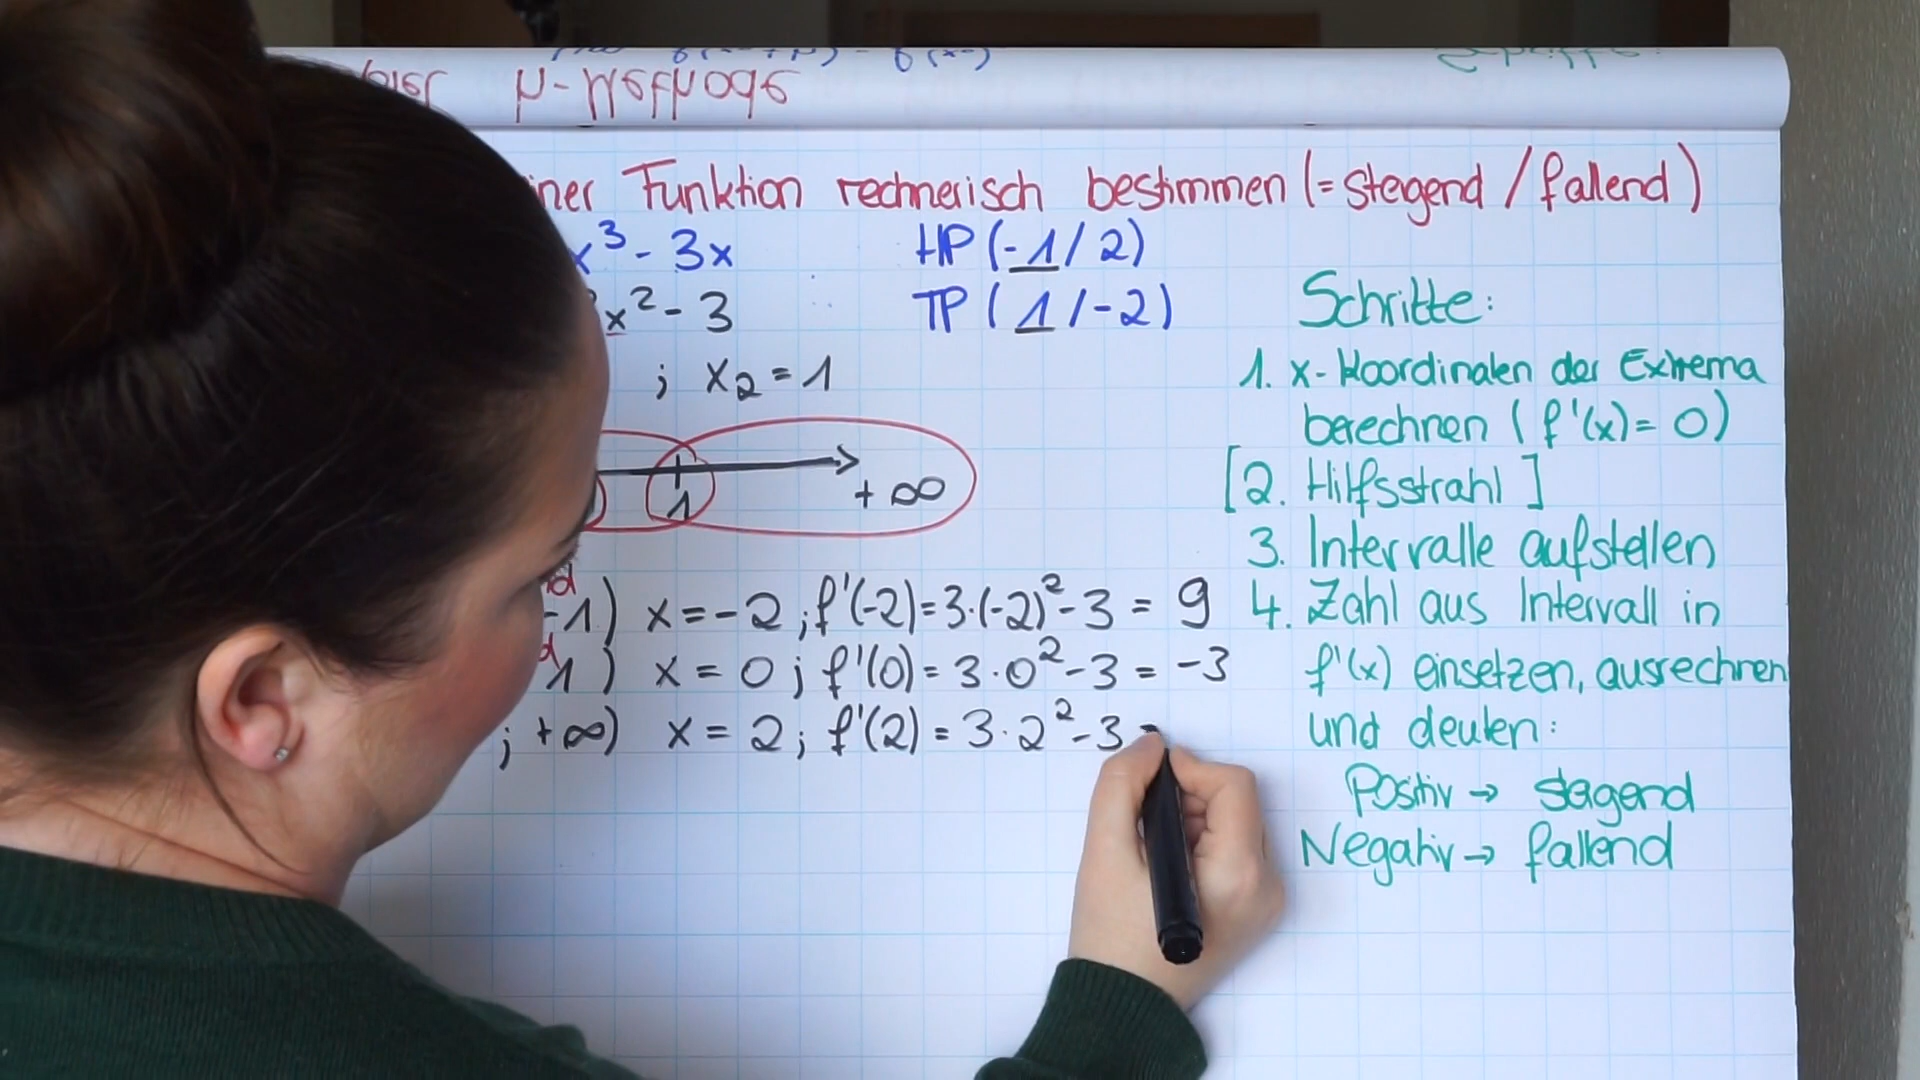 iner Funktion rechnerisch bestimmen (= steigend / fallend)
x³ - 3x
HP (-1 / 2)
x² - 3
TP ( 1 / -2 )
; x₂ = 1
1
+ ∞
-1) x = -2 ; f'(-2) = 3·(-2)² - 3 = 9
1 ) x = 0 ; f'(0) = 3·0² - 3 = -3
; +∞) x = 2 ; f'(2) = 3·2² - 3 =
Schritte:
1. x-Koordinaten der Extrema
berechnen ( f'(x) = 0 )
[2. Hilfsstrahl ]
3. Intervalle aufstellen
4. Zahl aus Intervall in
f'(x) einsetzen, ausrechnen
und deuten:
Positiv → steigend
Negativ → fallend